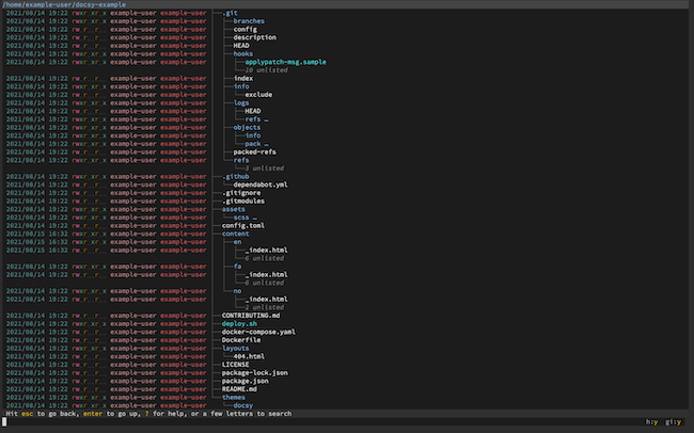 /home/example-user/docsy-example
2021/08/14 19:22 rwxr_xr_x example-user example-user ├──.git
2021/08/14 19:22 rwxr_xr_x example-user example-user │ ├──branches
2021/08/14 19:22 rw_r__r__ example-user example-user │ ├──config
2021/08/14 19:22 rw_r__r__ example-user example-user │ ├──description
2021/08/14 19:22 rw_r__r__ example-user example-user │ ├──HEAD
2021/08/14 19:22 rwxr_xr_x example-user example-user │ ├──hooks
2021/08/14 19:22 rwxr_xr_x example-user example-user │ │ ├──applypatch-msg.sample
│ │ └──10 unlisted
2021/08/14 19:22 rw_r__r__ example-user example-user │ ├──index
2021/08/14 19:22 rwxr_xr_x example-user example-user │ ├──info
2021/08/14 19:22 rw_r__r__ example-user example-user │ │ └──exclude
2021/08/14 19:22 rwxr_xr_x example-user example-user │ ├──logs
2021/08/14 19:22 rw_r__r__ example-user example-user │ │ ├──HEAD
2021/08/14 19:22 rwxr_xr_x example-user example-user │ │ └──refs …
2021/08/14 19:22 rwxr_xr_x example-user example-user │ ├──objects
2021/08/14 19:22 rwxr_xr_x example-user example-user │ │ ├──info
2021/08/14 19:22 rwxr_xr_x example-user example-user │ │ └──pack …
2021/08/14 19:22 rw_r__r__ example-user example-user │ ├──packed-refs
2021/08/14 19:22 rwxr_xr_x example-user example-user │ └──refs
│ └──3 unlisted
2021/08/14 19:22 rwxr_xr_x example-user example-user ├──.github
2021/08/14 19:22 rw_r__r__ example-user example-user │ └──dependabot.yml
2021/08/14 19:22 rw_r__r__ example-user example-user ├──.gitignore
2021/08/14 19:22 rw_r__r__ example-user example-user ├──.gitmodules
2021/08/14 19:22 rwxr_xr_x example-user example-user ├──assets
2021/08/14 19:22 rwxr_xr_x example-user example-user │ └──scss …
2021/08/14 19:22 rw_r__r__ example-user example-user ├──config.toml
2021/08/15 16:32 rwxr_xr_x example-user example-user ├──content
2021/08/15 16:32 rwxr_xr_x example-user example-user │ ├──en
2021/08/15 16:32 rw_r__r__ example-user example-user │ │ ├──_index.html
│ │ └──6 unlisted
2021/08/14 19:22 rwxr_xr_x example-user example-user │ ├──fa
2021/08/14 19:22 rw_r__r__ example-user example-user │ │ ├──_index.html
│ │ └──6 unlisted
2021/08/14 19:22 rwxr_xr_x example-user example-user │ └──no
2021/08/14 19:22 rw_r__r__ example-user example-user │ ├──_index.html
│ └──2 unlisted
2021/08/14 19:22 rw_r__r__ example-user example-user ├──CONTRIBUTING.md
2021/08/14 19:22 rwxr_xr_x example-user example-user ├──deploy.sh
2021/08/14 19:22 rw_r__r__ example-user example-user ├──docker-compose.yaml
2021/08/14 19:22 rw_r__r__ example-user example-user ├──Dockerfile
2021/08/14 19:22 rwxr_xr_x example-user example-user ├──layouts
2021/08/14 19:22 rw_r__r__ example-user example-user │ └──404.html
2021/08/14 19:22 rw_r__r__ example-user example-user ├──LICENSE
2021/08/14 19:22 rw_r__r__ example-user example-user ├──package-lock.json
2021/08/14 19:22 rw_r__r__ example-user example-user ├──package.json
2021/08/14 19:22 rw_r__r__ example-user example-user ├──README.md
2021/08/14 19:22 rwxr_xr_x example-user example-user └──themes
2021/08/14 19:22 rwxr_xr_x example-user example-user └──docsy
Hit esc to go back, enter to go up, ? for help, or a few letters to search
h:y gi:y